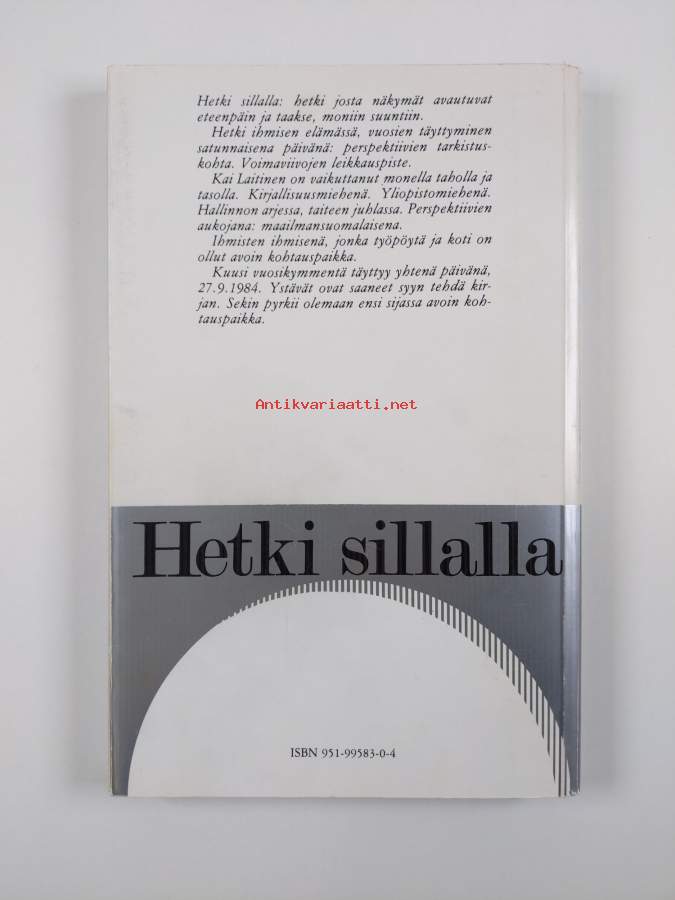 Hetki sillalla: hetki josta näkymät avautuvat
eteenpäin ja taakse, moniin suuntiin.
Hetki ihmisen elämässä, vuosien täyttyminen
satunnaisena päivänä: perspektiivien tarkistus-
kohta. Voimaviivojen leikkauspiste.
Kai Laitinen on vaikuttanut monella taholla ja
tasolla. Kirjallisuusmiehenä. Yliopistomiehenä.
Hallinnon arjessa, taiteen juhlassa. Perspektiivien
aukojana: maailmansuomalaisena.
Ihmisten ihmisenä, jonka työpöytä ja koti on
ollut avoin kohtauspaikka.
Kuusi vuosikymmentä täyttyy yhtenä päivänä,
27.9.1984. Ystävät ovat saaneet syyn tehdä kir-
jan. Sekin pyrkii olemaan ensi sijassa avoin koh-
tauspaikka.
Antikvariaatti.net
Hetki sillalla
ISBN 951-99583-0-4